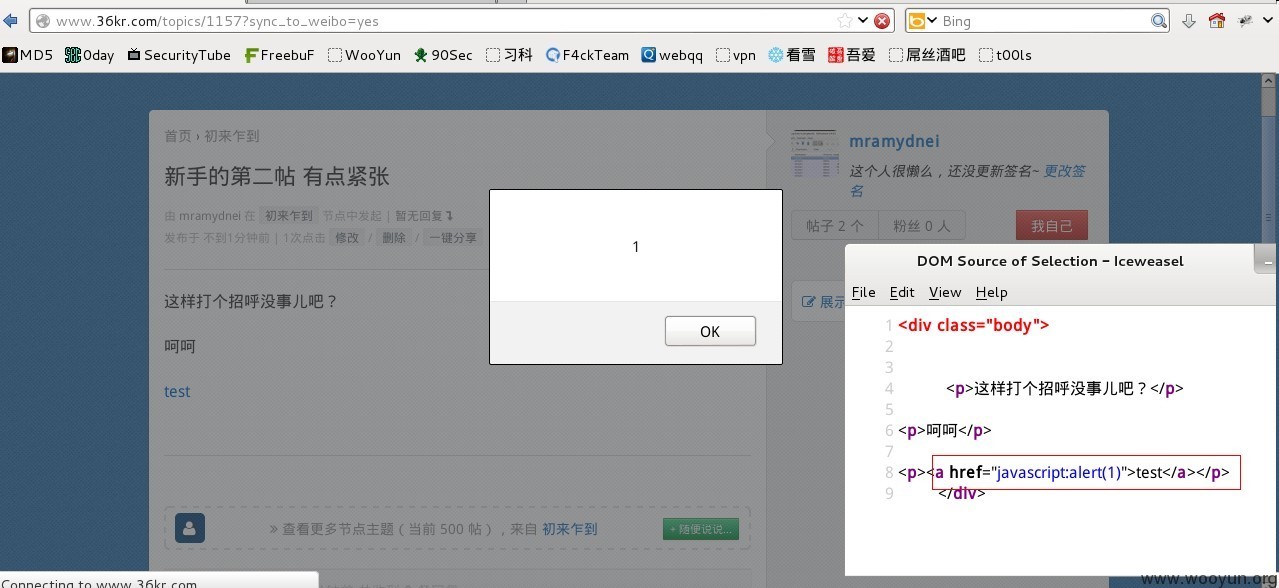 www.36kr.com/topics/1157?sync_to_weibo=yes
Bing
MD5 0day SecurityTube FreebuF WooYun 90Sec 习科 F4ckTeam webqq vpn 看雪 吾爱 屌丝酒吧 t00ls
首页 › 初来乍到
新手的第二帖 有点紧张
由 mramydnei 在 初来乍到 节点中发起 | 暂无回复
发布于 不到1分钟前 | 1次点击 修改 / 删除 / 一键分享
这样打个招呼没事儿吧？
呵呵
test
» 查看更多节点主题（当前 500 帖），来自 初来乍到
+ 随便说说...
mramydnei
这个人很懒么，还没更新签名~ 更改签
名
帖子 2 个 粉丝 0 人 我自己
展示
1
OK
DOM Source of Selection - Iceweasel
File Edit View Help
1 <div class="body">
2
3
4 <p>这样打个招呼没事儿吧？</p>
5
6 <p>呵呵</p>
7
8 <p><a href="javascript:alert(1)">test</a></p>
9 </div>
Connecting to www.36kr.com
www.wooyun.org